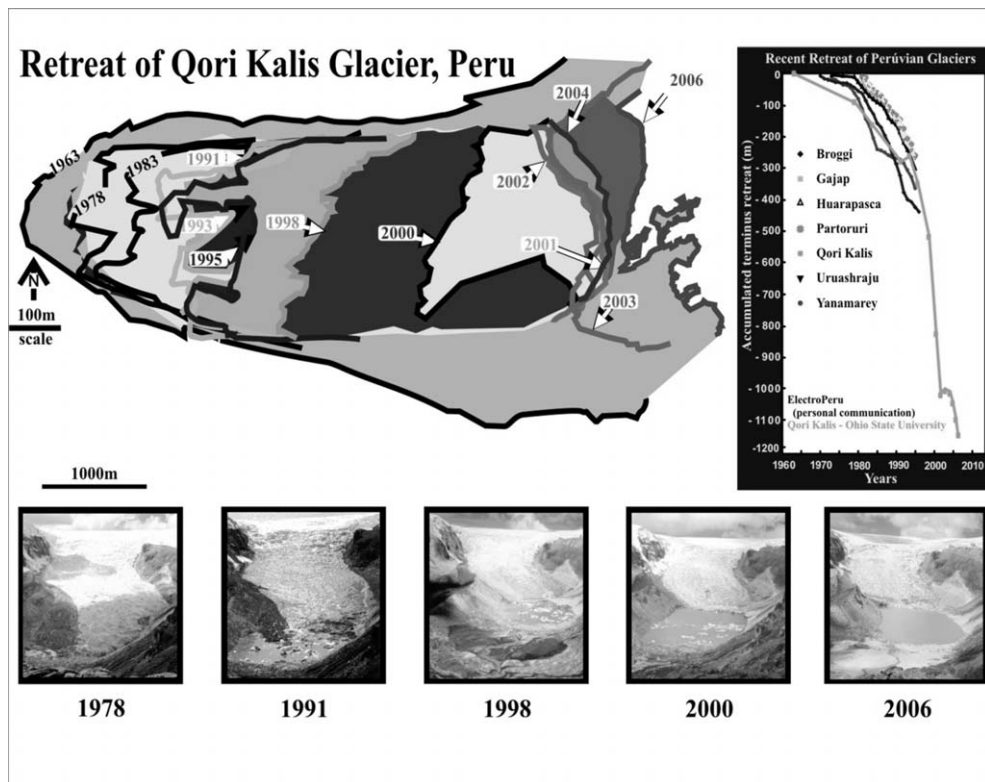 Retreat of Qori Kalis Glacier, Peru
1963
1978
1983
1991
1993
1995
1998
2000
2002
2004
2006
2001
2003
N
100m
scale
Recent Retreat of Perúvian Glaciers
Accumulated terminus retreat (m)
0
- 100
- 200
- 300
- 400
- 500
- 600
- 700
- 800
- 900
- 1000
- 1100
-1200
Broggi
Gajap
Huarapasca
Partoruri
Qori Kalis
Uruashraju
Yanamarey
ElectroPeru
(personal communication)
Qori Kalis - Ohio State University
1960
1970
1980
1990
2000
2010
Years
1000m
1978
1991
1998
2000
2006